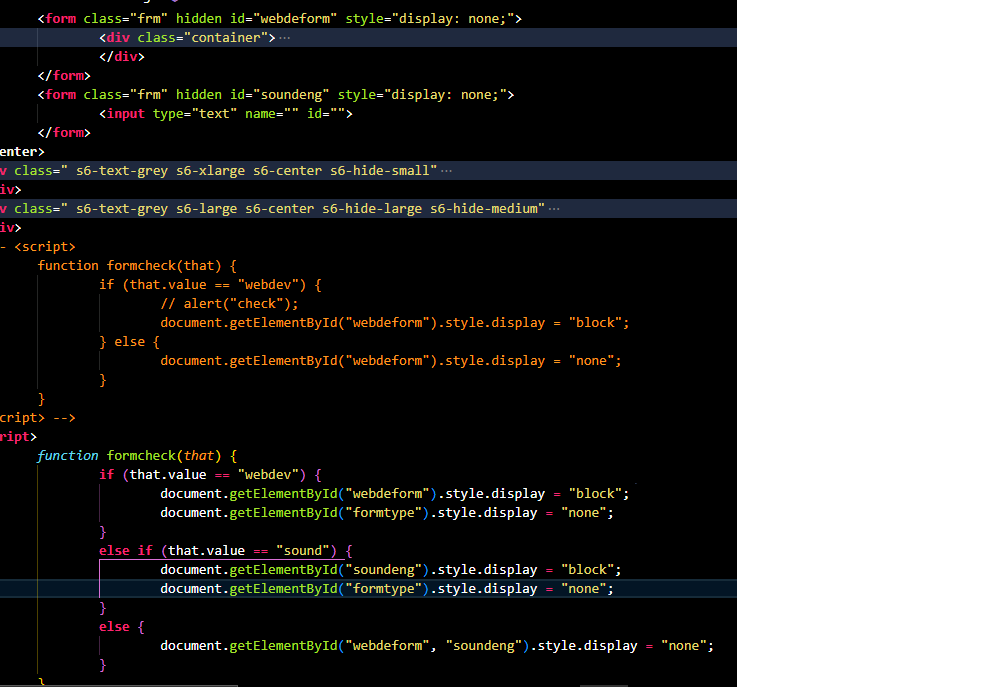 <form class="frm" hidden id="webdeform" style="display: none;">
<div class="container"> ...
</div>
</form>
<form class="frm" hidden id="soundeng" style="display: none;">
<input type="text" name="" id="">
</form>
enter>
v class=" s6-text-grey s6-xlarge s6-center s6-hide-small" ...
iv>
v class=" s6-text-grey s6-large s6-center s6-hide-large s6-hide-medium" ...
iv>
- <script>
function formcheck(that) {
if (that.value == "webdev") {
// alert("check");
document.getElementById("webdeform").style.display = "block";
} else {
document.getElementById("webdeform").style.display = "none";
}
}
cript> -->
ript>
function formcheck(that) {
if (that.value == "webdev") {
document.getElementById("webdeform").style.display = "block";
document.getElementById("formtype").style.display = "none";
}
else if (that.value == "sound") {
document.getElementById("soundeng").style.display = "block";
document.getElementById("formtype").style.display = "none";
}
else {
document.getElementById("webdeform", "soundeng").style.display = "none";
}
}